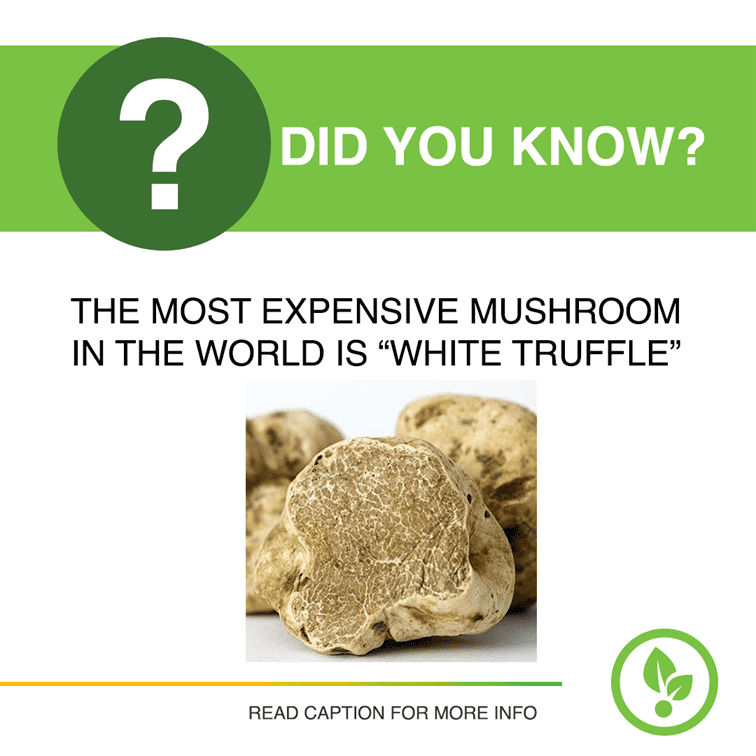 ?
DID YOU KNOW?
THE MOST EXPENSIVE MUSHROOM
IN THE WORLD IS “WHITE TRUFFLE”
READ CAPTION FOR MORE INFO